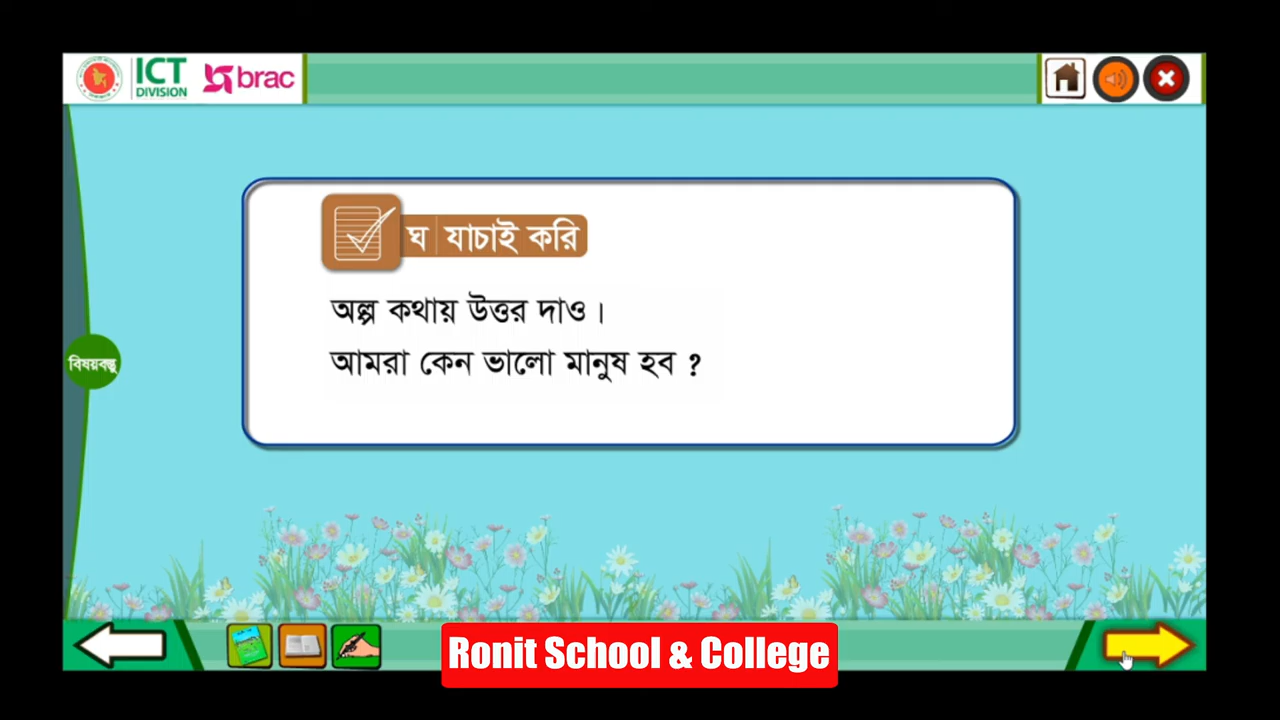 ICT
DIVISION
brac
ঘ যাচাই করি
অল্প কথায় উত্তর দাও।
আমরা কেন ভালো মানুষ হব ?
বিষয়বস্তু
Ronit School & College